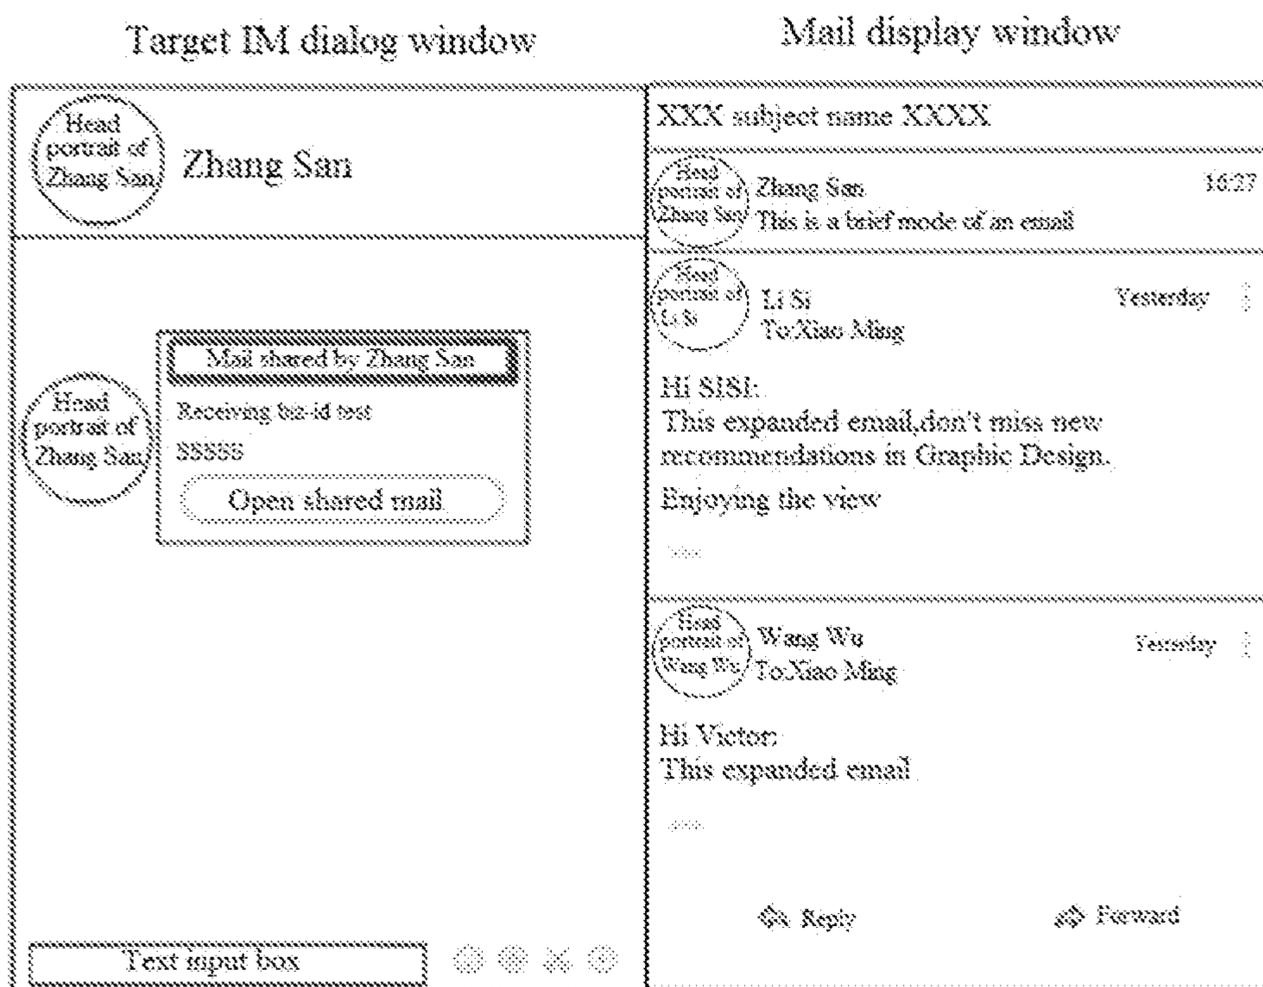 Target IM dialog window
Head
portrait of
Zhang San
Zhang San
Head
portrait of
Zhang San
Mail shared by Zhang San
Receiving biz-id test
SSSSS
Open shared mail
Text input box
Mail display window
XXX subject name XXXX
Head
portrait of
Zhang San
Zhang San
16:27
This is a brief mode of an email
Head
portrait of
Li Si
Li Si
Yesterday
To:Xiao Ming
Hi SISI:
This expanded email,don't miss new
recommendations in Graphic Design.
Enjoying the view
Head
portrait of
Wang Wu
Wang Wu
Yesterday
To:Xiao Ming
Hi Victor:
This expanded email
Reply
Forward